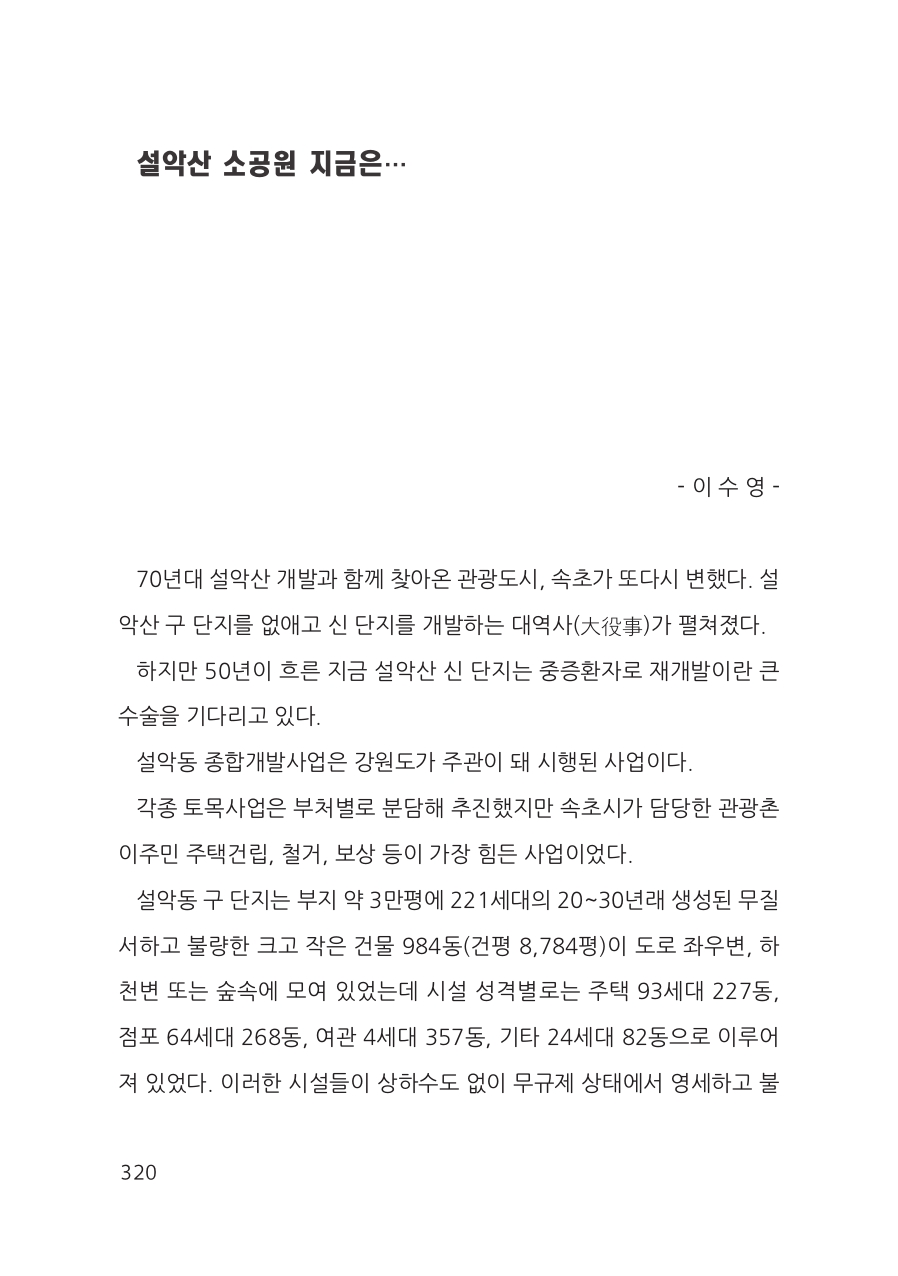 설악산 소공원 지금은…
- 이 수 영 -
70년대 설악산 개발과 함께 찾아온 관광도시, 속초가 또다시 변했다. 설
악산 구 단지를 없애고 신 단지를 개발하는 대역사(大役事)가 펼쳐졌다.
하지만 50년이 흐른 지금 설악산 신 단지는 중증환자로 재개발이란 큰
수술을 기다리고 있다.
설악동 종합개발사업은 강원도가 주관이 돼 시행된 사업이다.
각종 토목사업은 부처별로 분담해 추진했지만 속초시가 담당한 관광촌
이주민 주택건립, 철거, 보상 등이 가장 힘든 사업이었다.
설악동 구 단지는 부지 약 3만평에 221세대의 20~30년래 생성된 무질
서하고 불량한 크고 작은 건물 984동(건평 8,784평)이 도로 좌우변, 하
천변 또는 숲속에 모여 있었는데 시설 성격별로는 주택 93세대 227동,
점포 64세대 268동, 여관 4세대 357동, 기타 24세대 82동으로 이루어
져 있었다. 이러한 시설들이 상하수도 없이 무규제 상태에서 영세하고 불
320